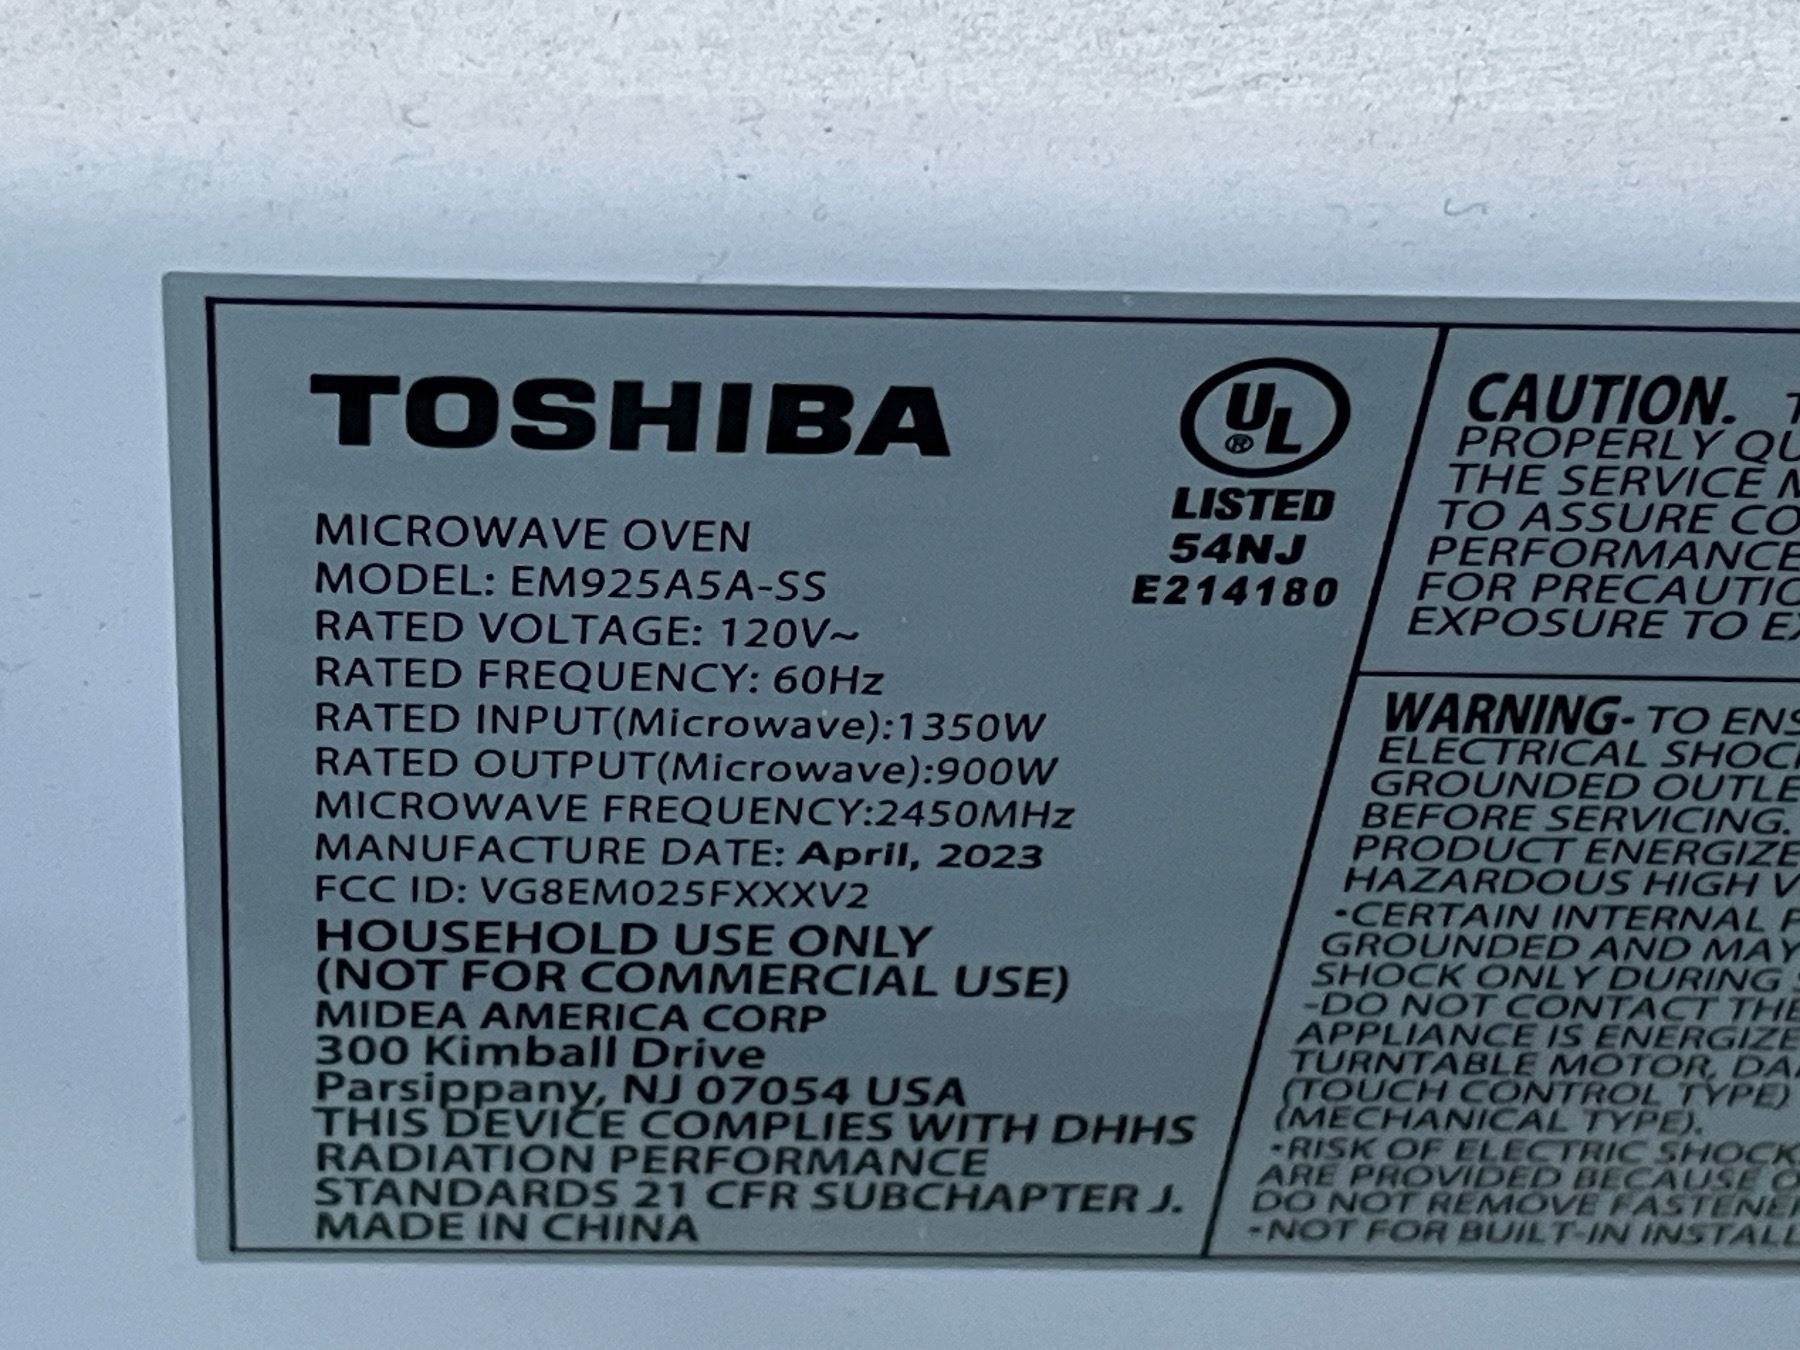 TOSHIBA
MICROWAVE OVEN
MODEL: EM925A5A-SS
RATED VOLTAGE: 120V~
RATED FREQUENCY: 60Hz
RATED INPUT(Microwave):1350W
RATED OUTPUT(Microwave):900W
MICROWAVE FREQUENCY:2450MHz
MANUFACTURE DATE: April, 2023
FCC ID: VG8EM025FXXXV2
HOUSEHOLD USE ONLY
(NOT FOR COMMERCIAL USE)
MIDEA AMERICA CORP
300 Kimball Drive
Parsippany, NJ 07054 USA
THIS DEVICE COMPLIES WITH DHHS
RADIATION PERFORMANCE
STANDARDS 21 CFR SUBCHAPTER J.
MADE IN CHINA
UL ®
LISTED
54NJ
E214180
CAUTION.
PROPERLY
THE SERVICE
TO ASSURE
PERFORMANCE
FOR
EXPOSURE TO
WARNING- TO
ELECTRICAL
GROUNDED
BEFORE SERVICING.
PRODUCT
HAZARDOUS HIGH
•CERTAIN INTERNAL
GROUNDED AND MAY
SHOCK ONLY DURING
-DO NOT CONTACT
APPLIANCE IS
TURNTABLE MOTOR,
(TOUCH CONTROL TYPE)
(MECHANICAL TYPE).
•RISK OF ELECTRIC SHOCK
ARE PROVIDED BECAUSE
DO NOT REMOVE
-NOT FOR BUILT-IN